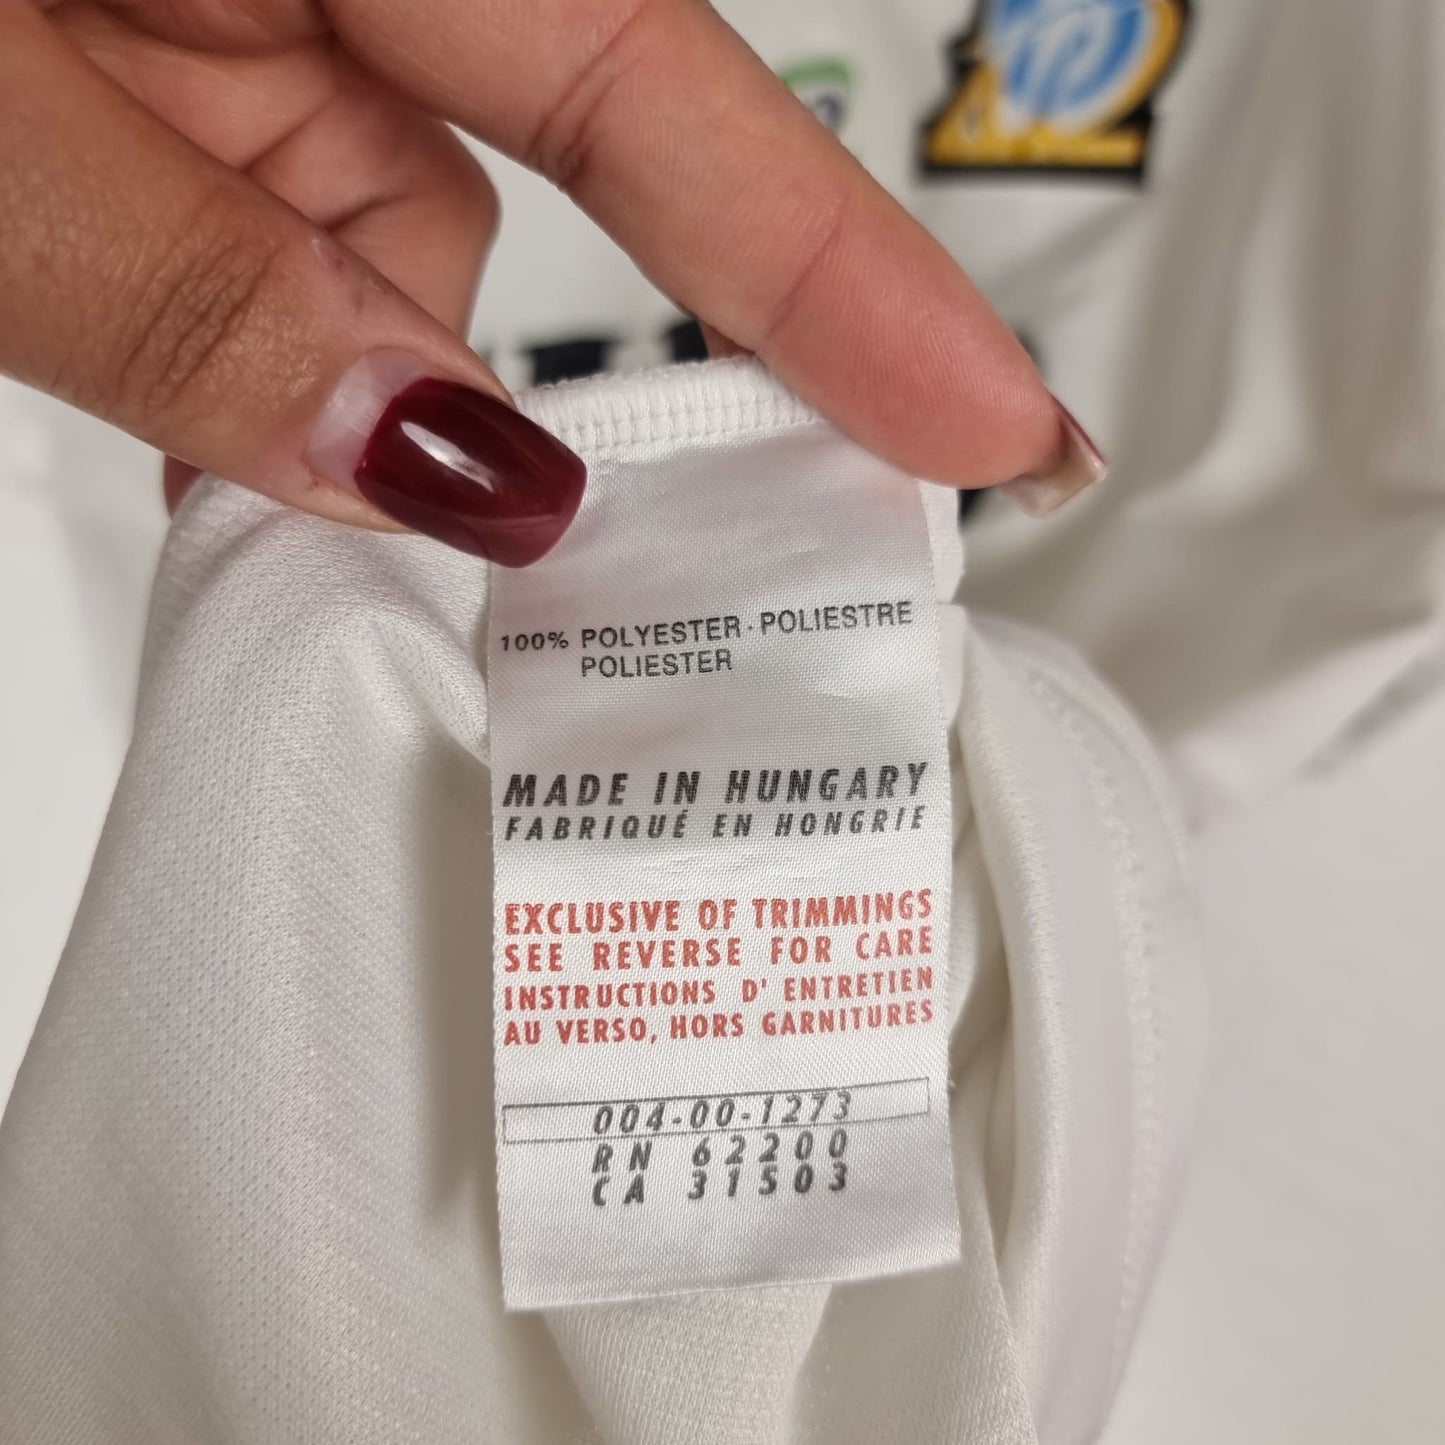 100% POLYESTER · POLIESTRE
POLIESTER
MADE IN HUNGARY
FABRIQUÉ EN HONGRIE
EXCLUSIVE OF TRIMMINGS
SEE REVERSE FOR CARE
INSTRUCTIONS D' ENTRETIEN
AU VERSO, HORS GARNITURES
004-00-1273
RN 62200
CA 31503